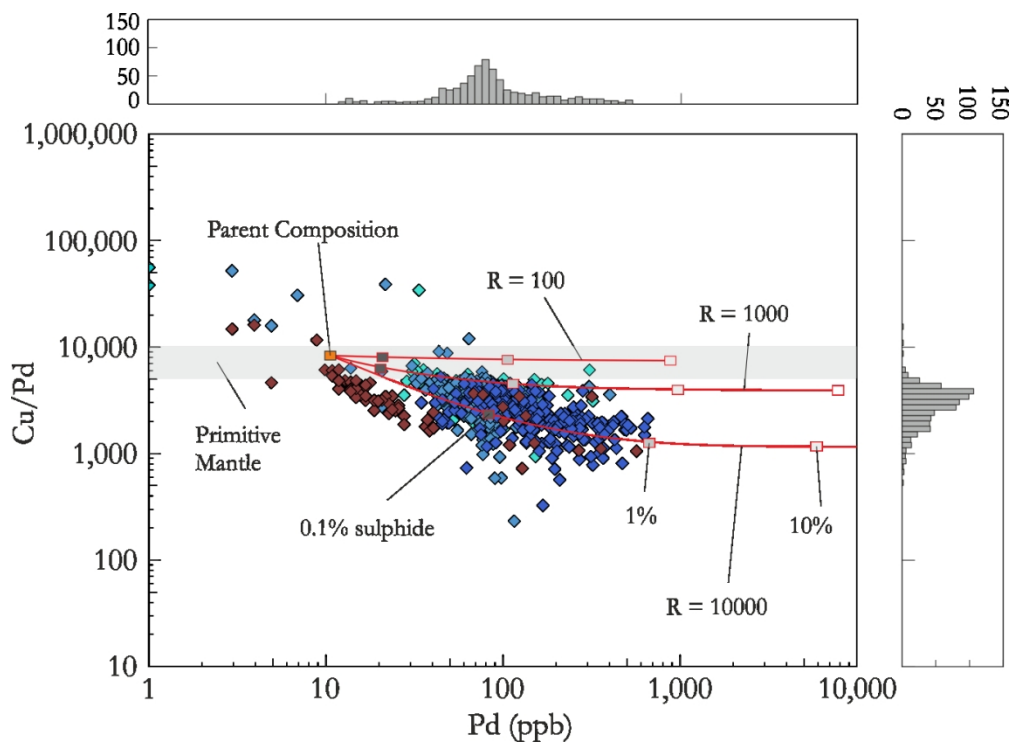 150
100
50
0
0
50
100
150
1,000,000
100,000
10,000
1,000
100
10
Cu/Pd
Parent Composition
R = 100
R = 1000
Primitive
Mantle
0.1% sulphide
1%
10%
R = 10000
1
10
100
1,000
10,000
Pd (ppb)